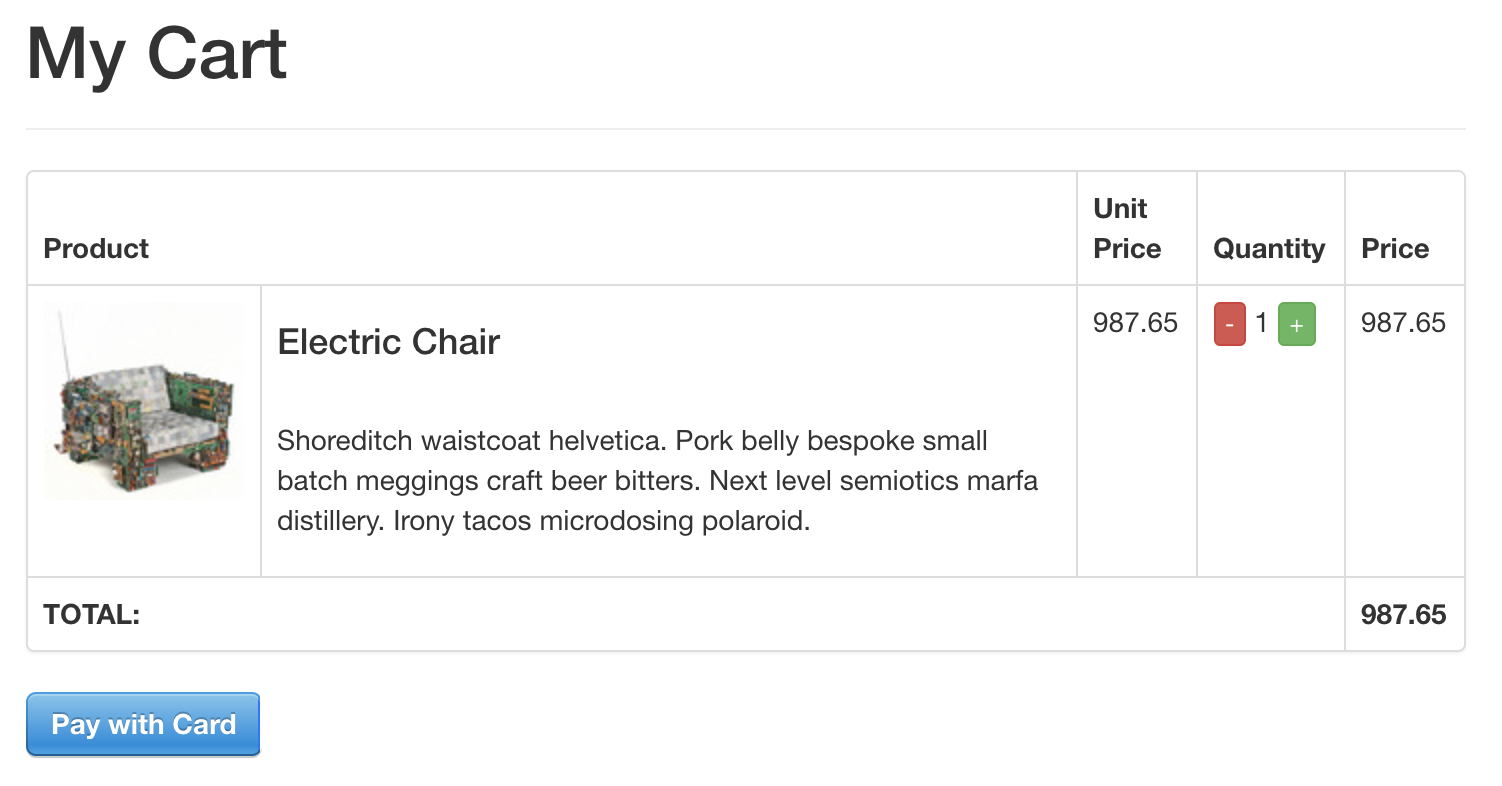 My Cart
Product
Unit
Price
Quantity
Price
Electric Chair
987.65
- 1 +
987.65
Shoreditch waistcoat helvetica. Pork belly bespoke small
batch meggings craft beer bitters. Next level semiotics marfa
distillery. Irony tacos microdosing polaroid.
TOTAL:
987.65
Pay with Card